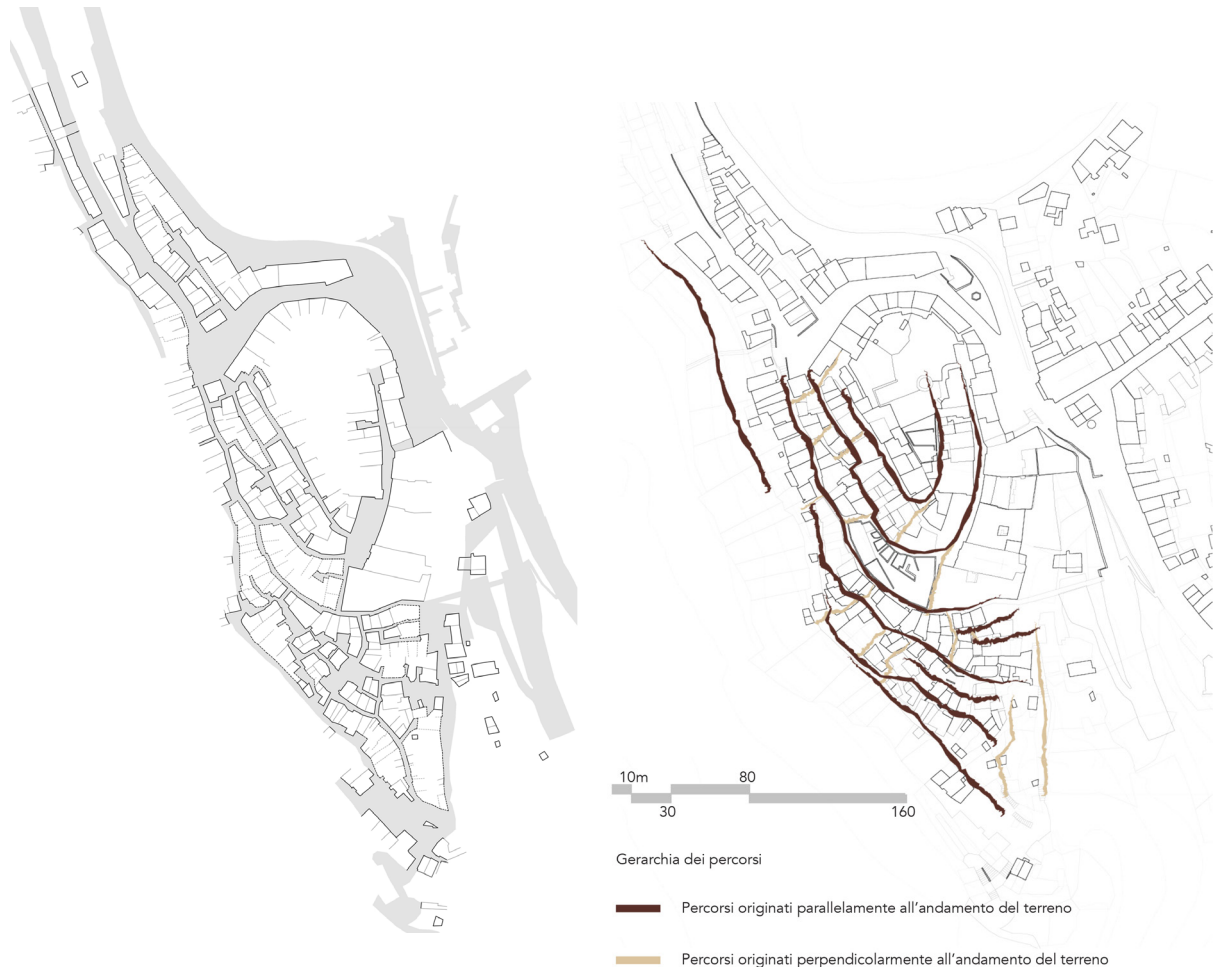 10m 80
30 160
Gerarchia dei percorsi
Percorsi originati parallelamente all'andamento del terreno
Percorsi originati perpendicolarmente all'andamento del terreno